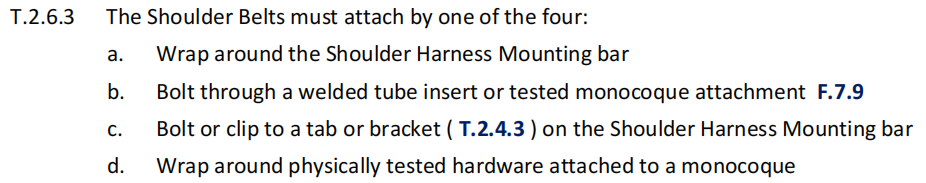 T.2.6.3 The Shoulder Belts must attach by one of the four:
a. Wrap around the Shoulder Harness Mounting bar
b. Bolt through a welded tube insert or tested monocoque attachment F.7.9
c. Bolt or clip to a tab or bracket ( T.2.4.3 ) on the Shoulder Harness Mounting bar
d. Wrap around physically tested hardware attached to a monocoque